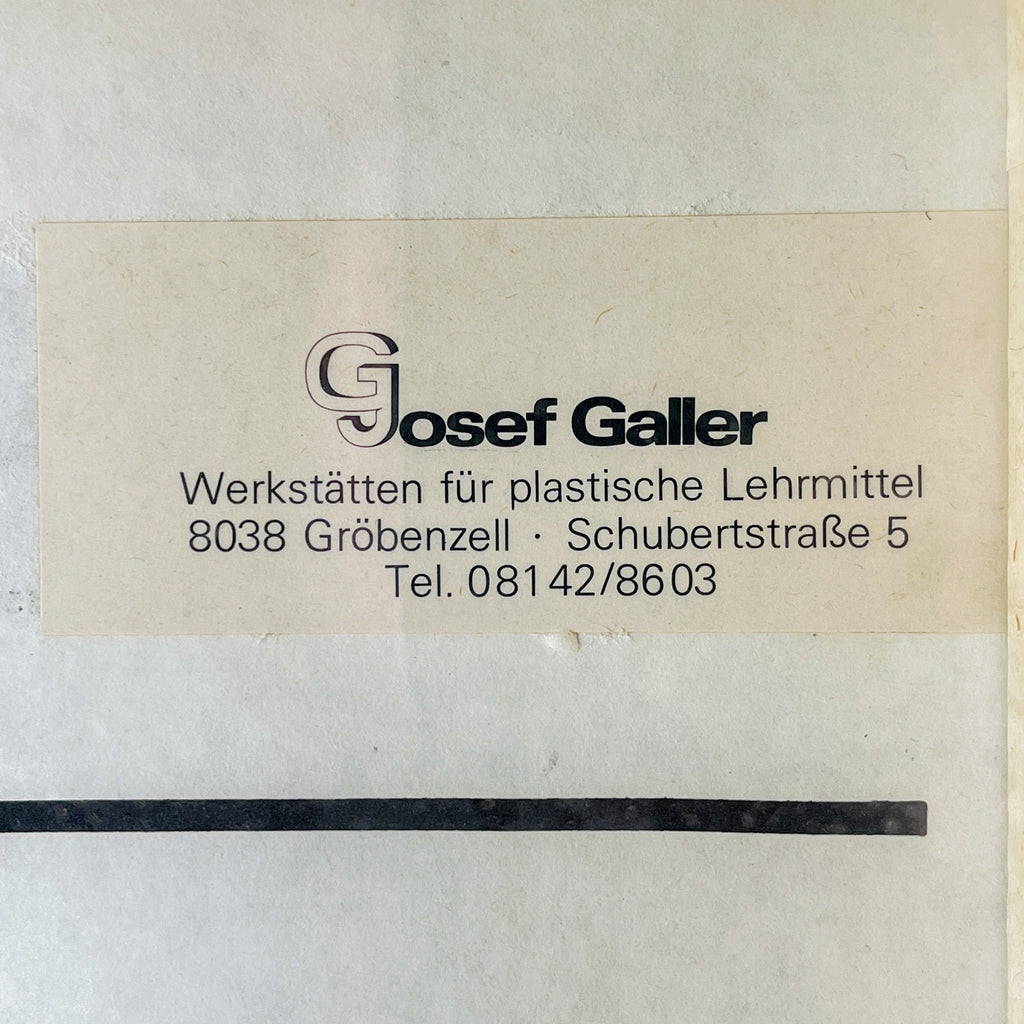 GJosef Galler
Werkstätten für plastische Lehrmittel
8038 Gröbenzell · Schubertstraße 5
Tel. 08142/8603